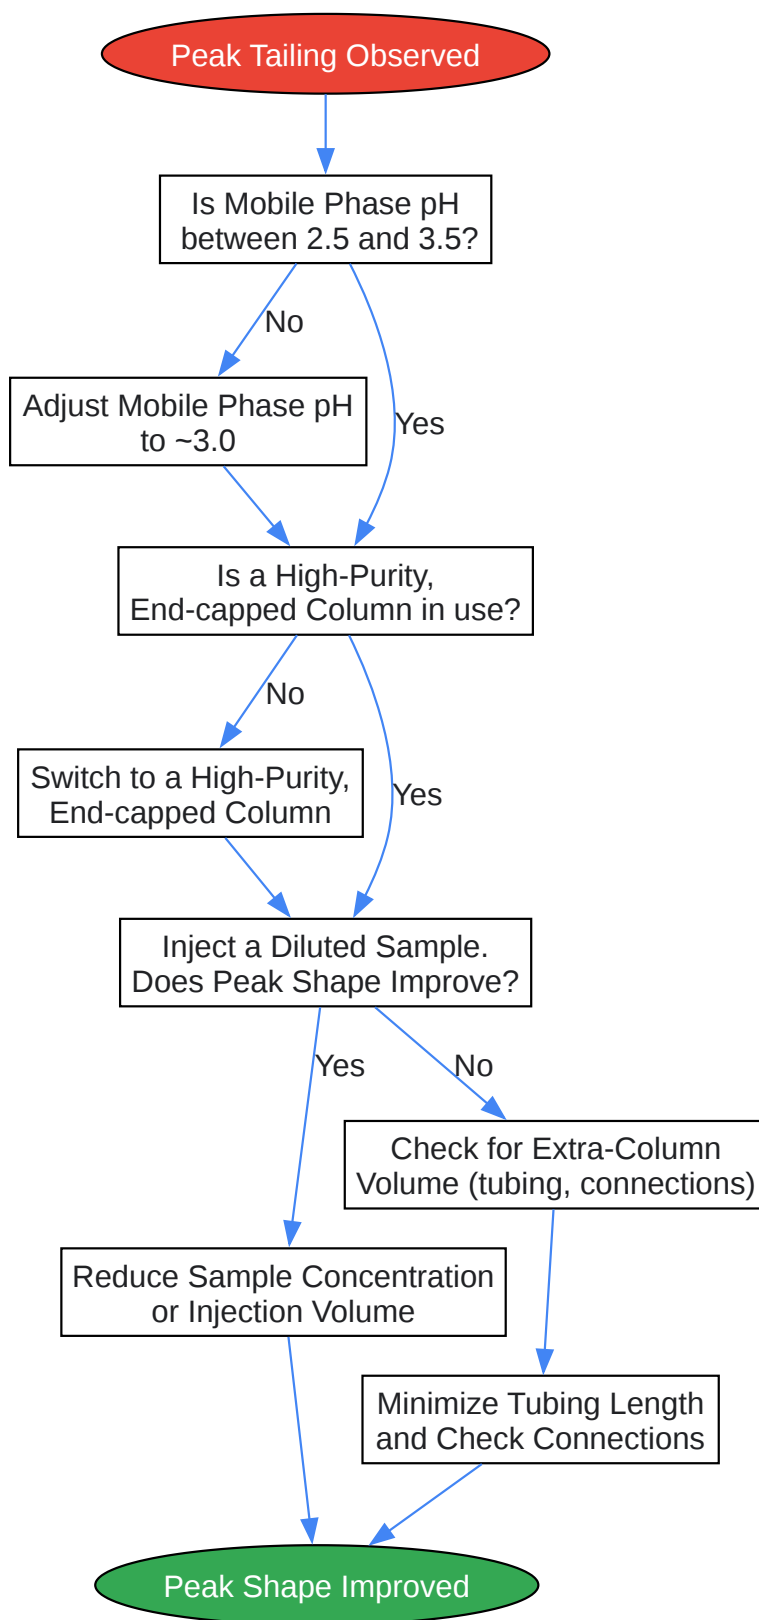 Peak Tailing Observed
Is Mobile Phase pH
between 2.5 and 3.5?
No
Adjust Mobile Phase pH
to ~3.0
Yes
Is a High-Purity,
End-capped Column in use?
No
Switch to a High-Purity,
End-capped Column
Yes
Inject a Diluted Sample.
Does Peak Shape Improve?
Yes
No
Check for Extra-Column
Volume (tubing, connections)
Reduce Sample Concentration
or Injection Volume
Minimize Tubing Length
and Check Connections
Peak Shape Improved